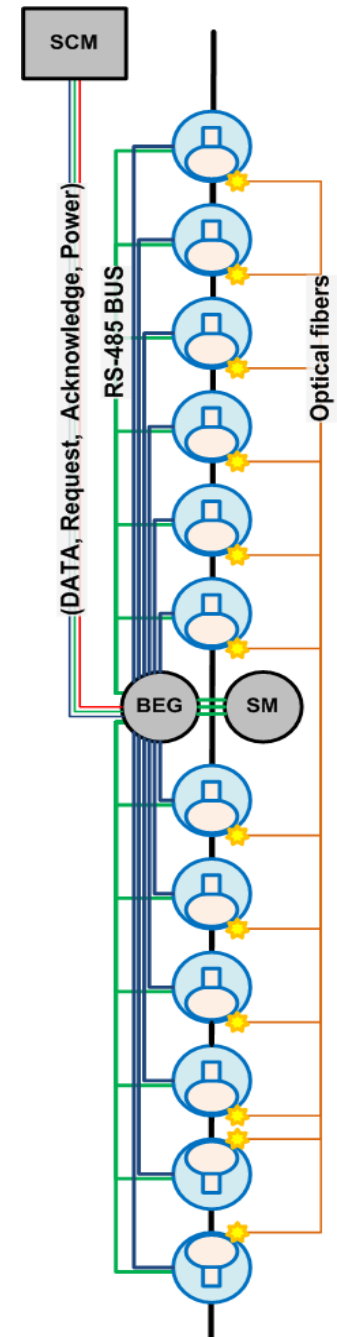 SCM
(DATA, Request, Acknowledge, Power)
RS-485 BUS
Optical fibers
BEG
SM